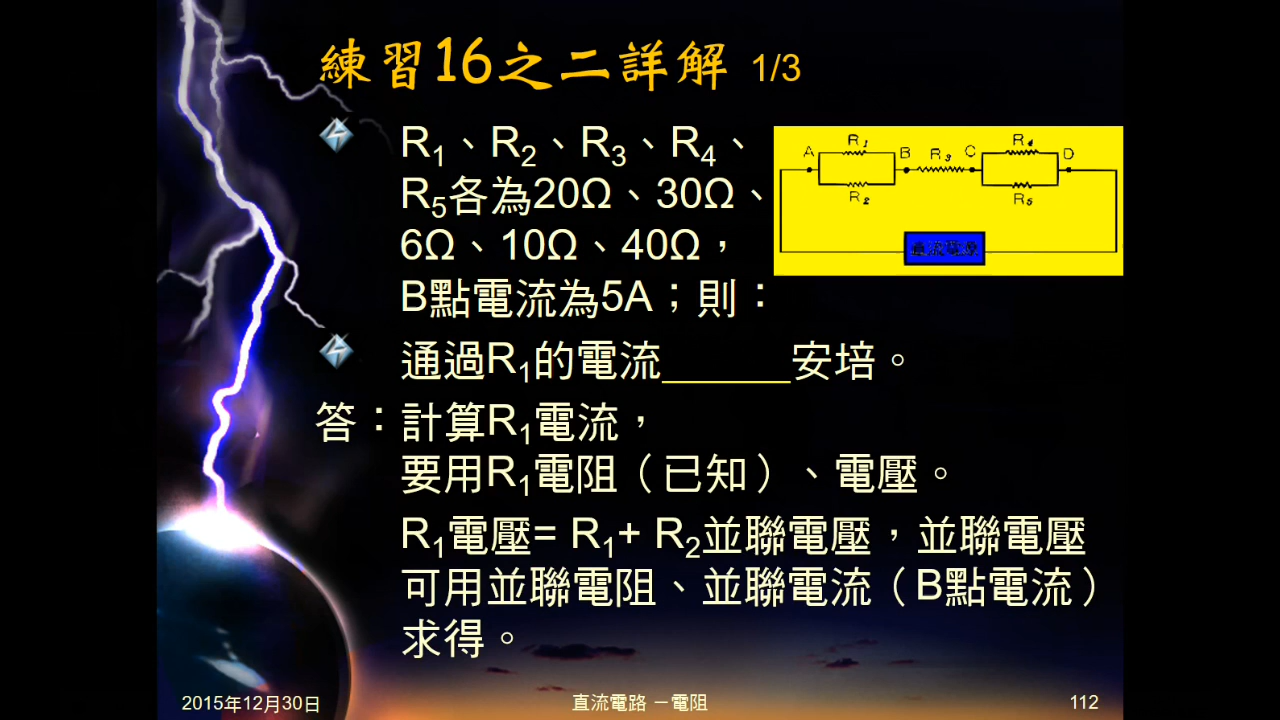 練習16之二詳解 1/3
R1、R2、R3、R4、
R5各為20Ω、30Ω、
6Ω、10Ω、40Ω，
B點電流為5A；則：
通過R1的電流______安培。
答：計算R1電流，
要用R1電阻（已知）、電壓。
R1電壓= R1+ R2並聯電壓，並聯電壓
可用並聯電阻、並聯電流（B點電流）
求得。
R1 R4
A B R3 C D
R2 R5
直流電源
2015年12月30日 直流電路 －電阻 112